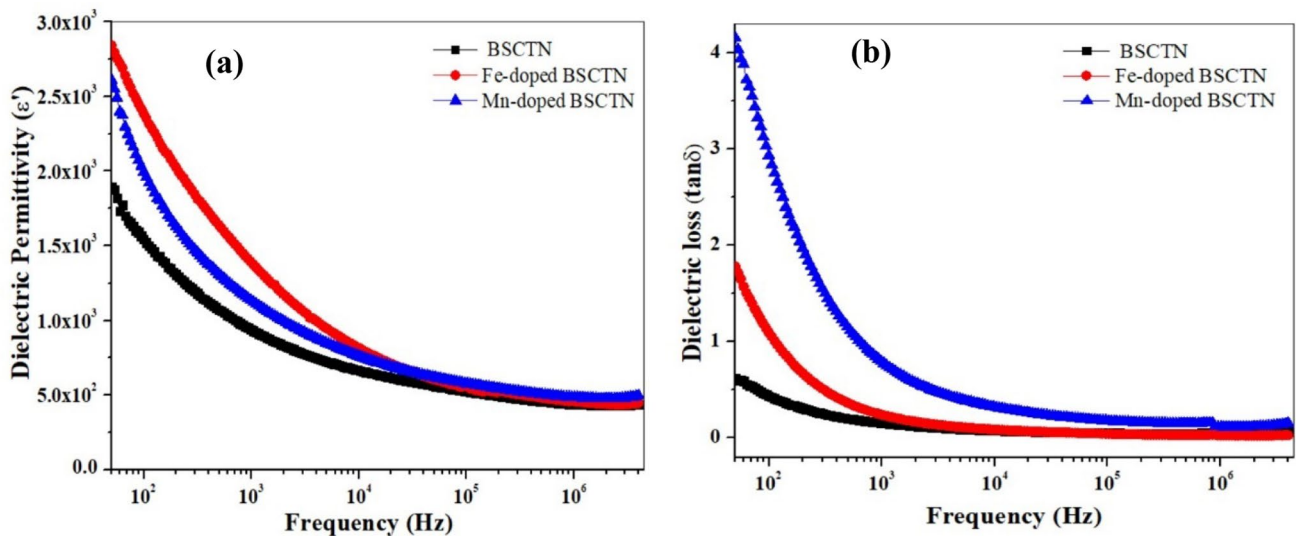 (a)
BSCTN
Fe-doped BSCTN
Mn-doped BSCTN
Dielectric Permittivity (ε')
3.0x10³
2.5x10³
2.0x10³
1.5x10³
1.0x10³
5.0x10²
0.0
10² 10³ 10⁴ 10⁵ 10⁶
Frequency (Hz)
(b)
BSCTN
Fe-doped BSCTN
Mn-doped BSCTN
Dielectric loss (tanδ)
4
3
2
1
0
10² 10³ 10⁴ 10⁵ 10⁶
Frequency (Hz)